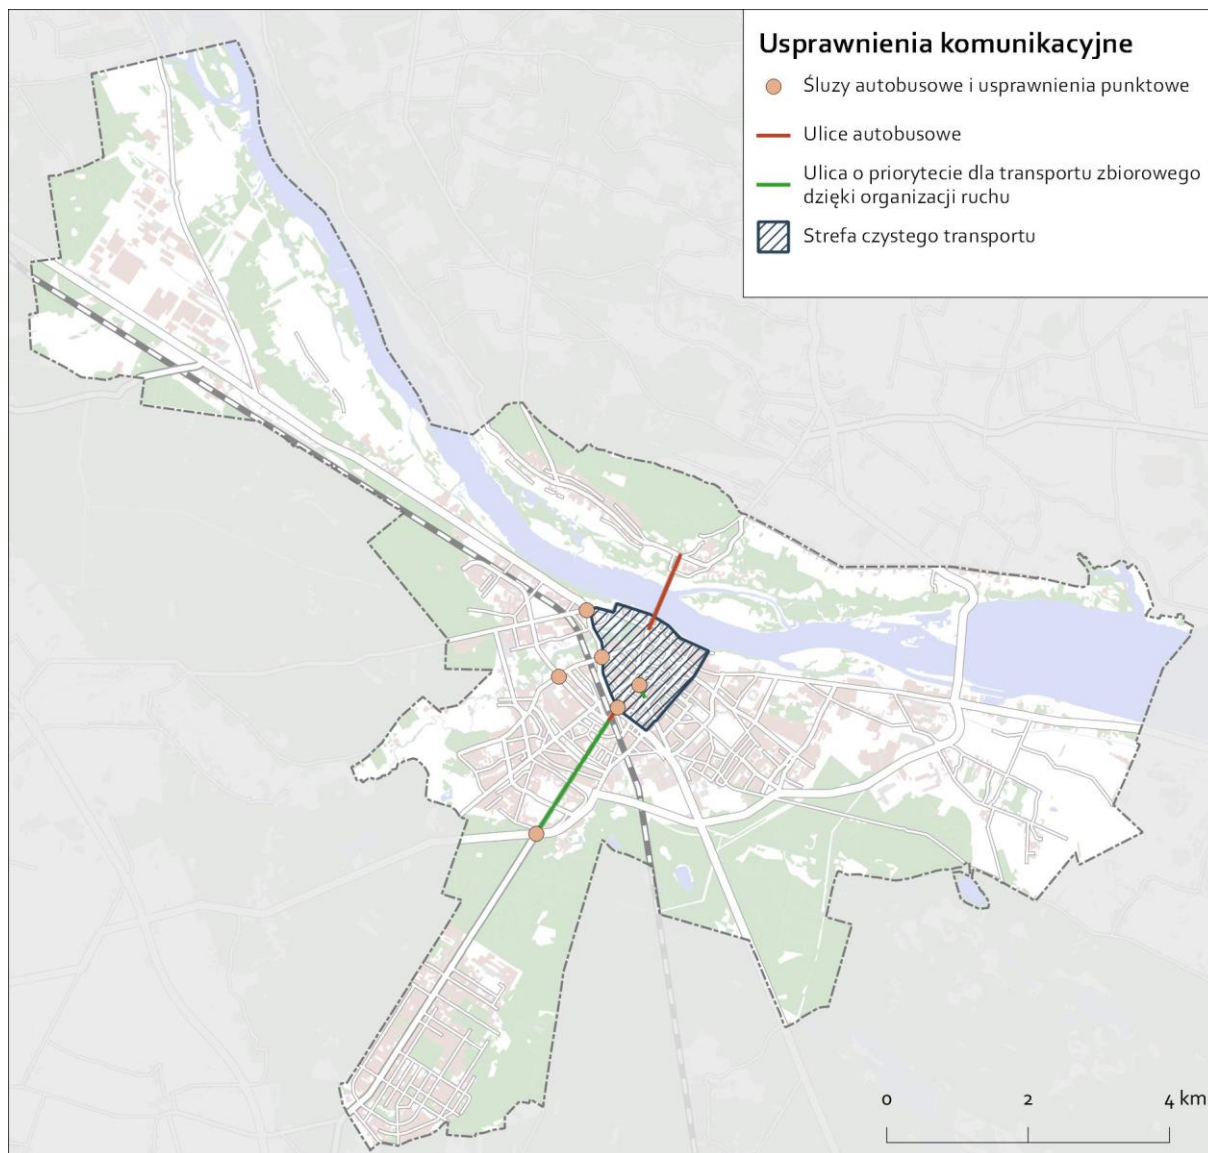 Usprawnienia komunikacyjne
Śluzy autobusowe i usprawnienia punktowe
Ulice autobusowe
Ulica o priorytecie dla transportu zbiorowego
dzięki organizacji ruchu
Strefa czystego transportu
0 2 4 km